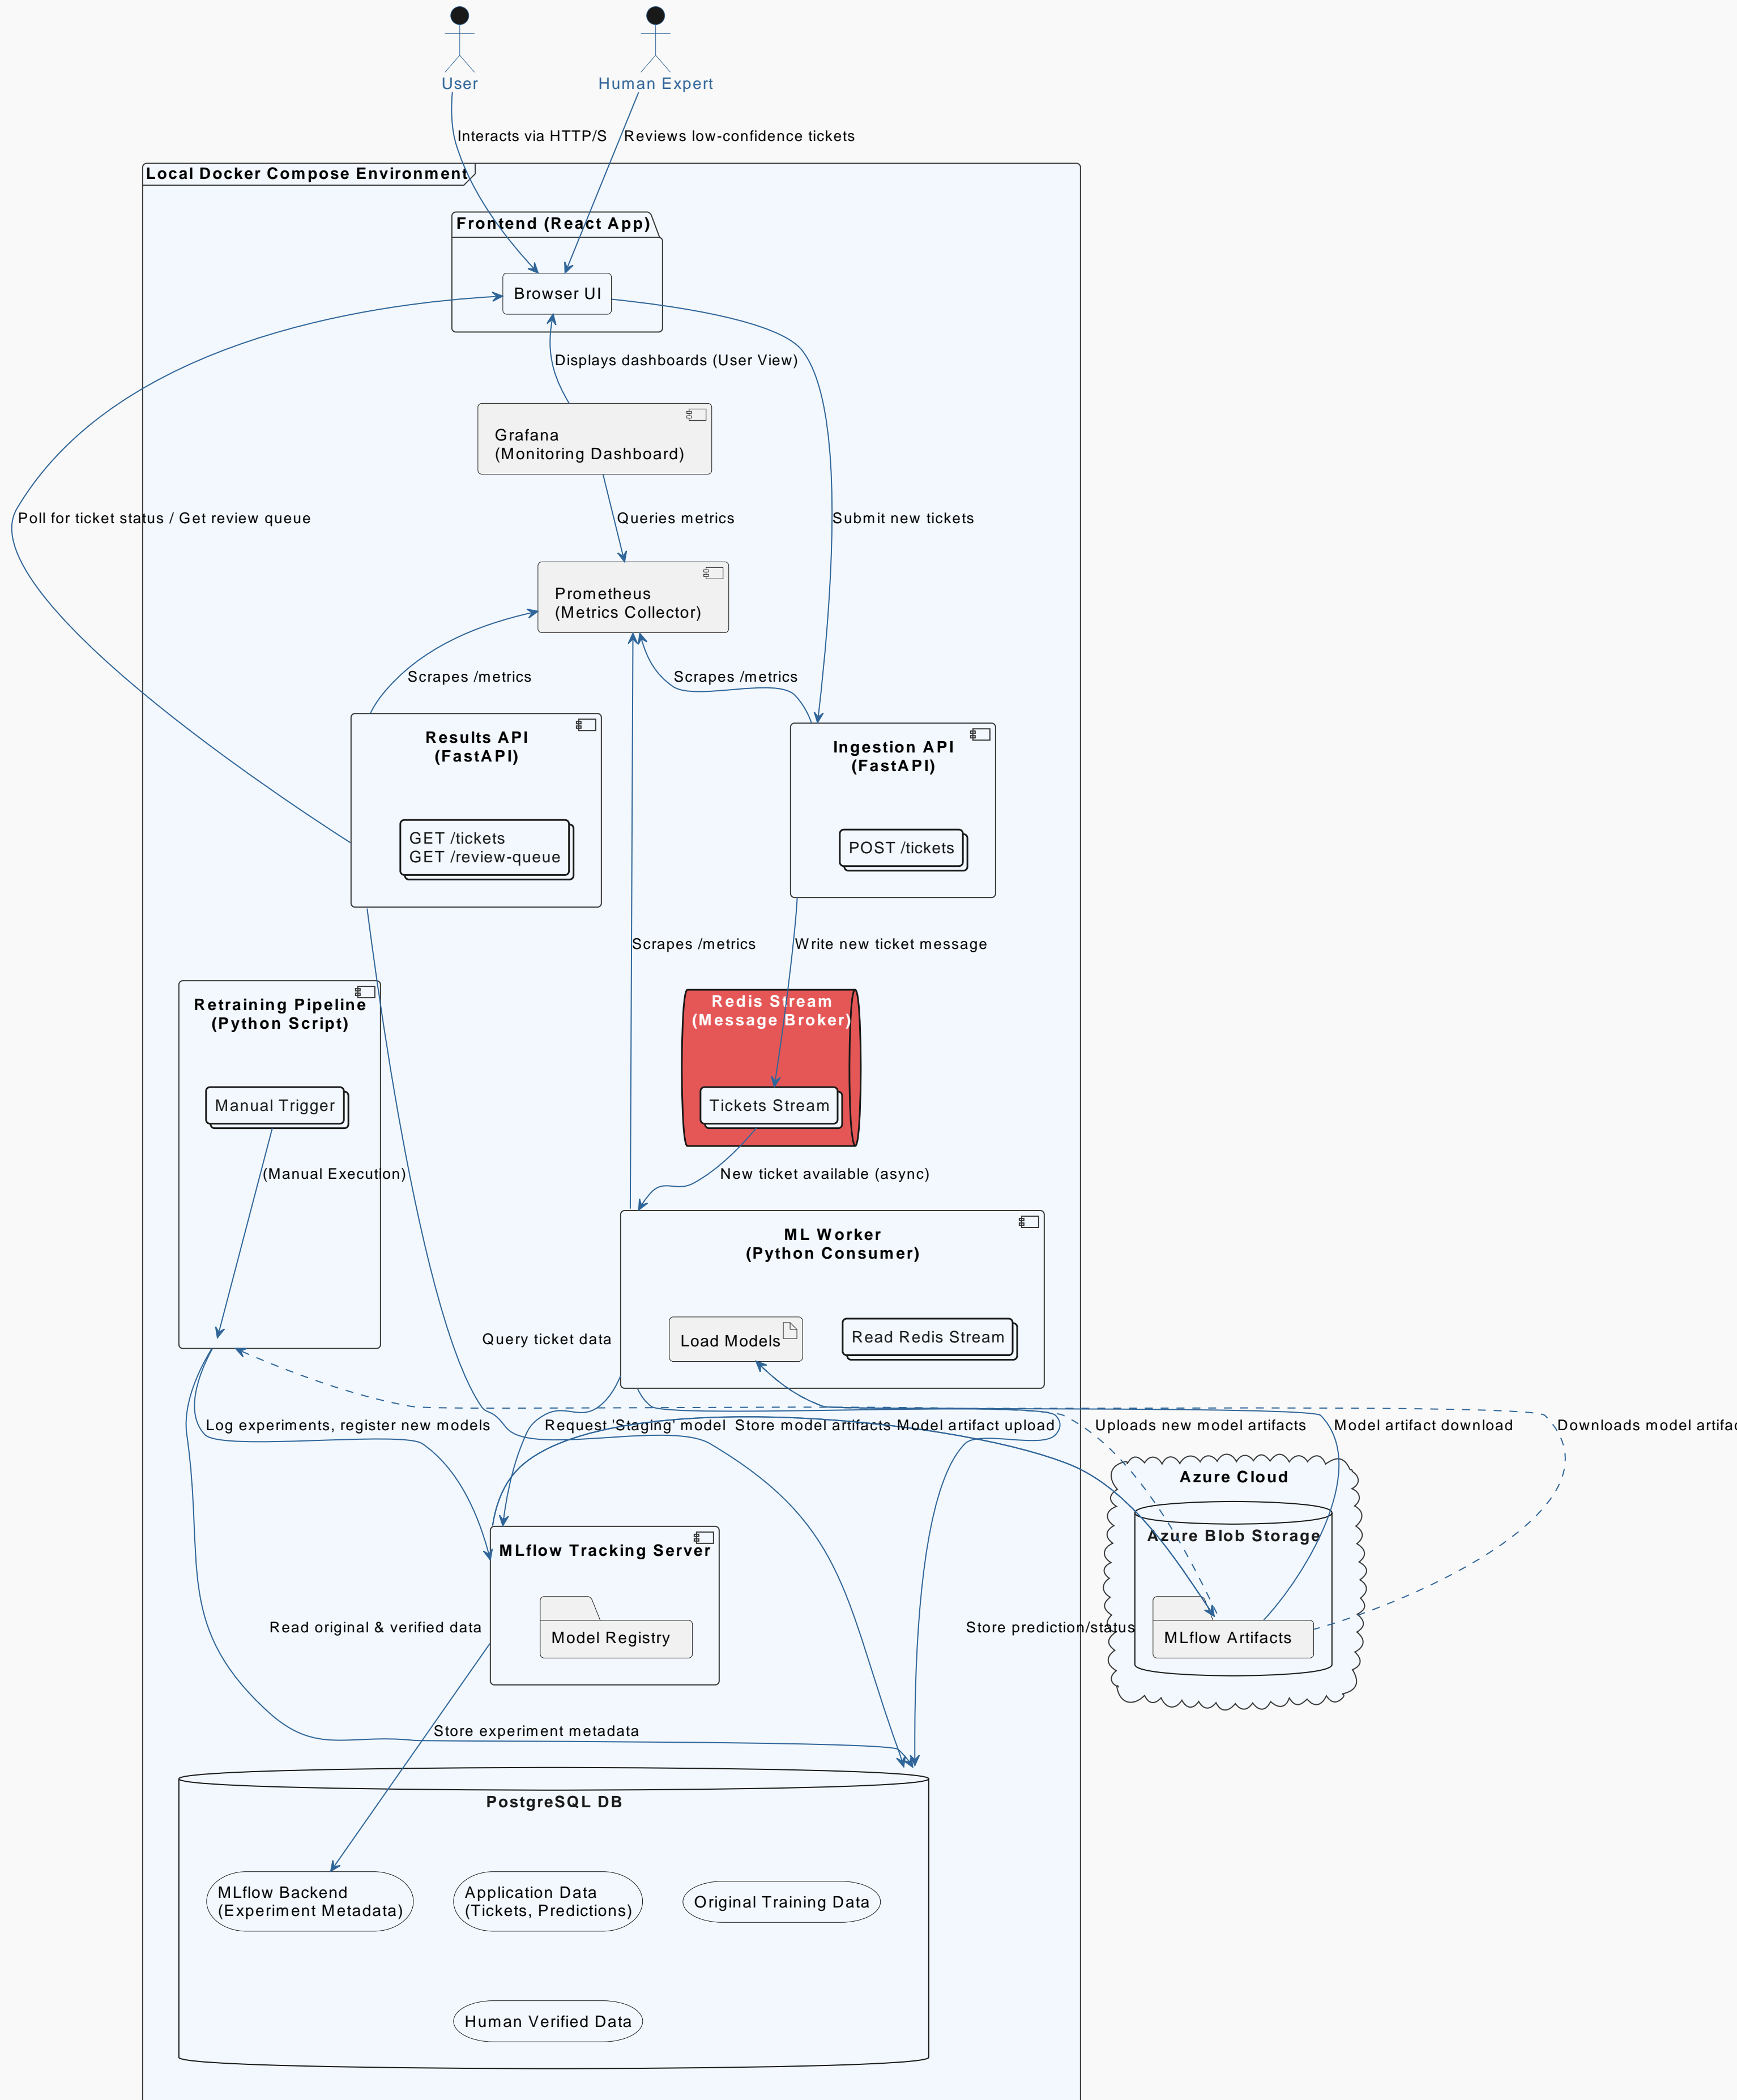 User
Human Expert
Interacts via HTTP/S
Reviews low-confidence tickets
Local Docker Compose Environment
Frontend (React App)
Browser UI
Displays dashboards (User View)
Grafana
(Monitoring Dashboard)
Poll for ticket status / Get review queue
Queries metrics
Submit new tickets
Prometheus
(Metrics Collector)
Scrapes /metrics
Scrapes /metrics
Results API
(FastAPI)
GET /tickets
GET /review-queue
Ingestion API
(FastAPI)
POST /tickets
Scrapes /metrics
Write new ticket message
Retraining Pipeline
(Python Script)
Manual Trigger
(Manual Execution)
Redis Stream
(Message Broker)
Tickets Stream
New ticket available (async)
ML Worker
(Python Consumer)
Load Models
Read Redis Stream
Query ticket data
Log experiments, register new models
Request 'Staging' model
Store model artifacts
Model artifact upload
Uploads new model artifacts
Model artifact download
Downloads model artifac
Azure Cloud
Azure Blob Storage
MLflow Artifacts
MLflow Tracking Server
Model Registry
Read original & verified data
Store prediction/status
Store experiment metadata
PostgreSQL DB
MLflow Backend
(Experiment Metadata)
Application Data
(Tickets, Predictions)
Original Training Data
Human Verified Data